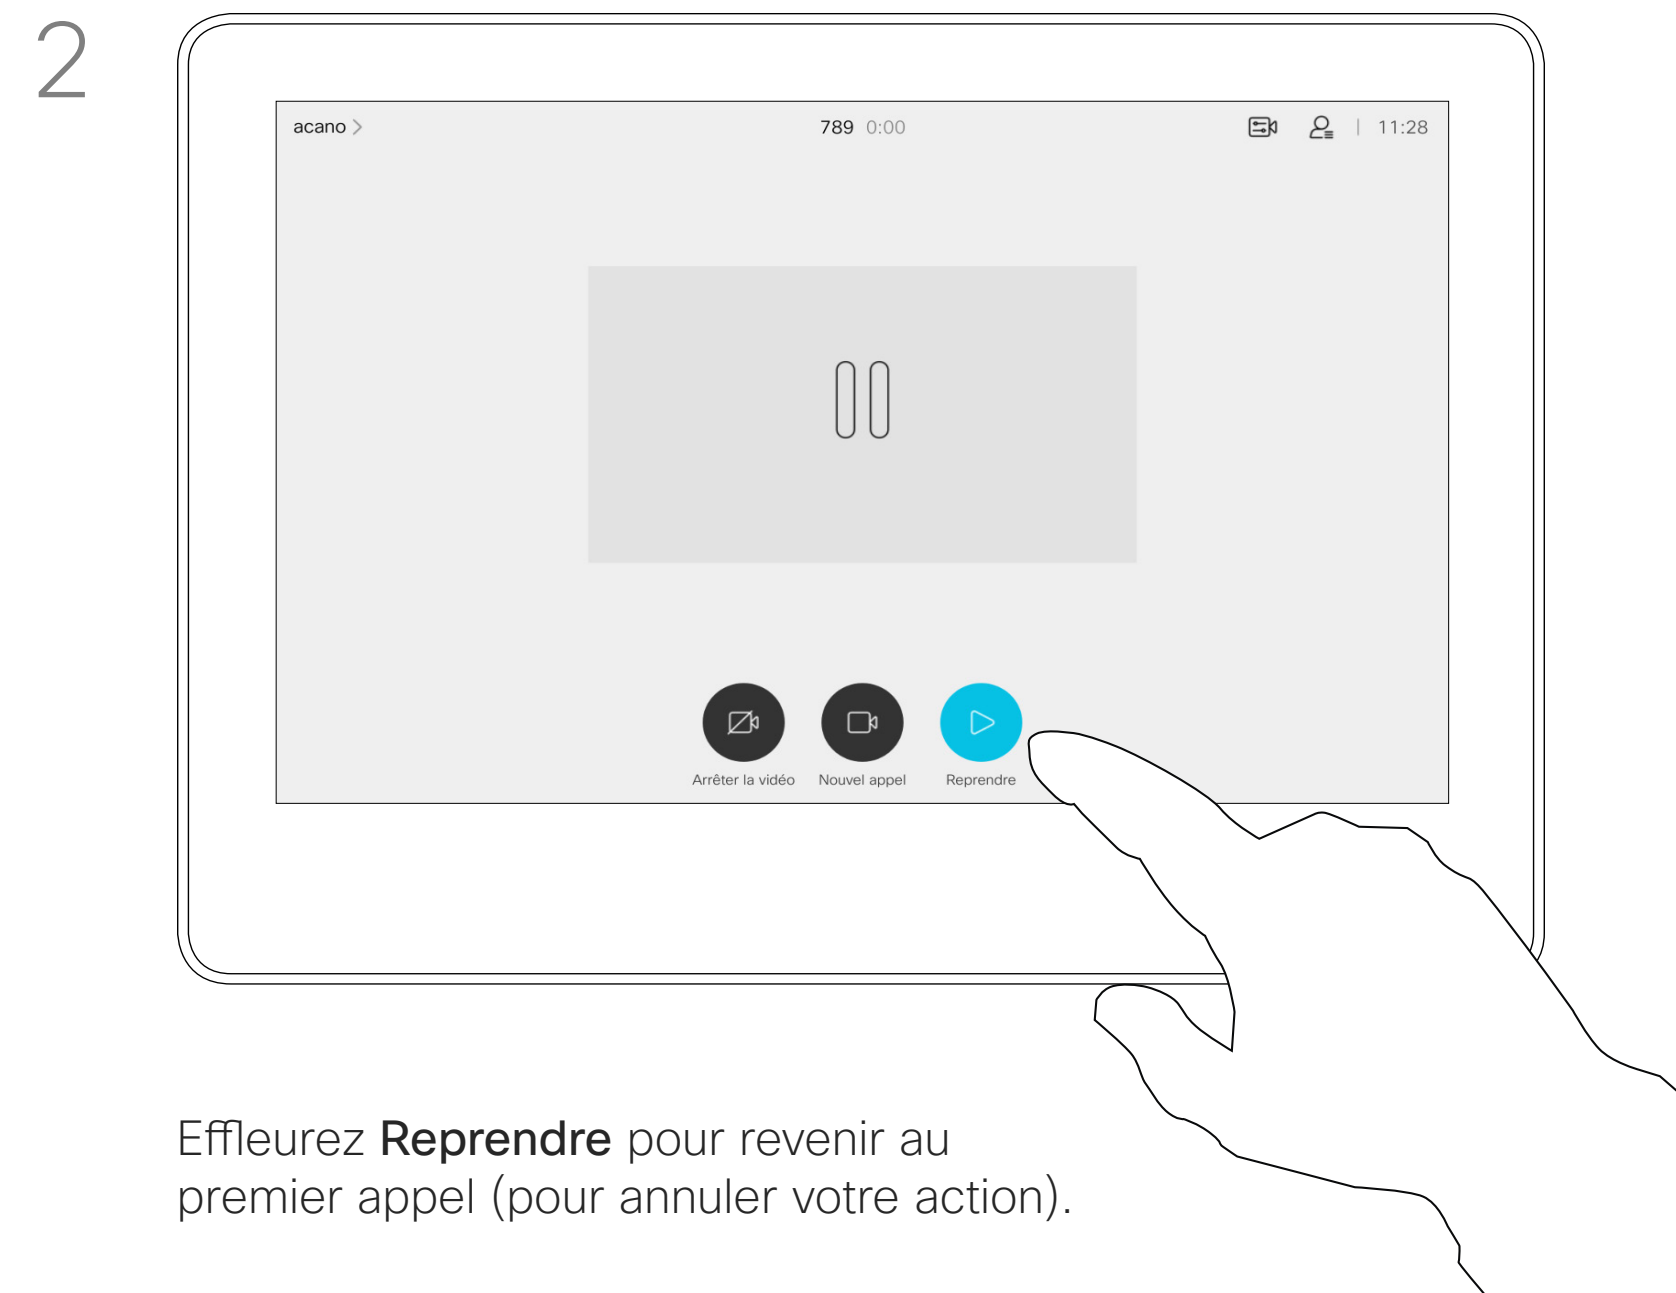 2
acano
789 0:00
11:28
Arrêter la vidéo
Nouvel appel
Reprendre
Effleurez Reprendre pour revenir au
premier appel (pour annuler votre action).